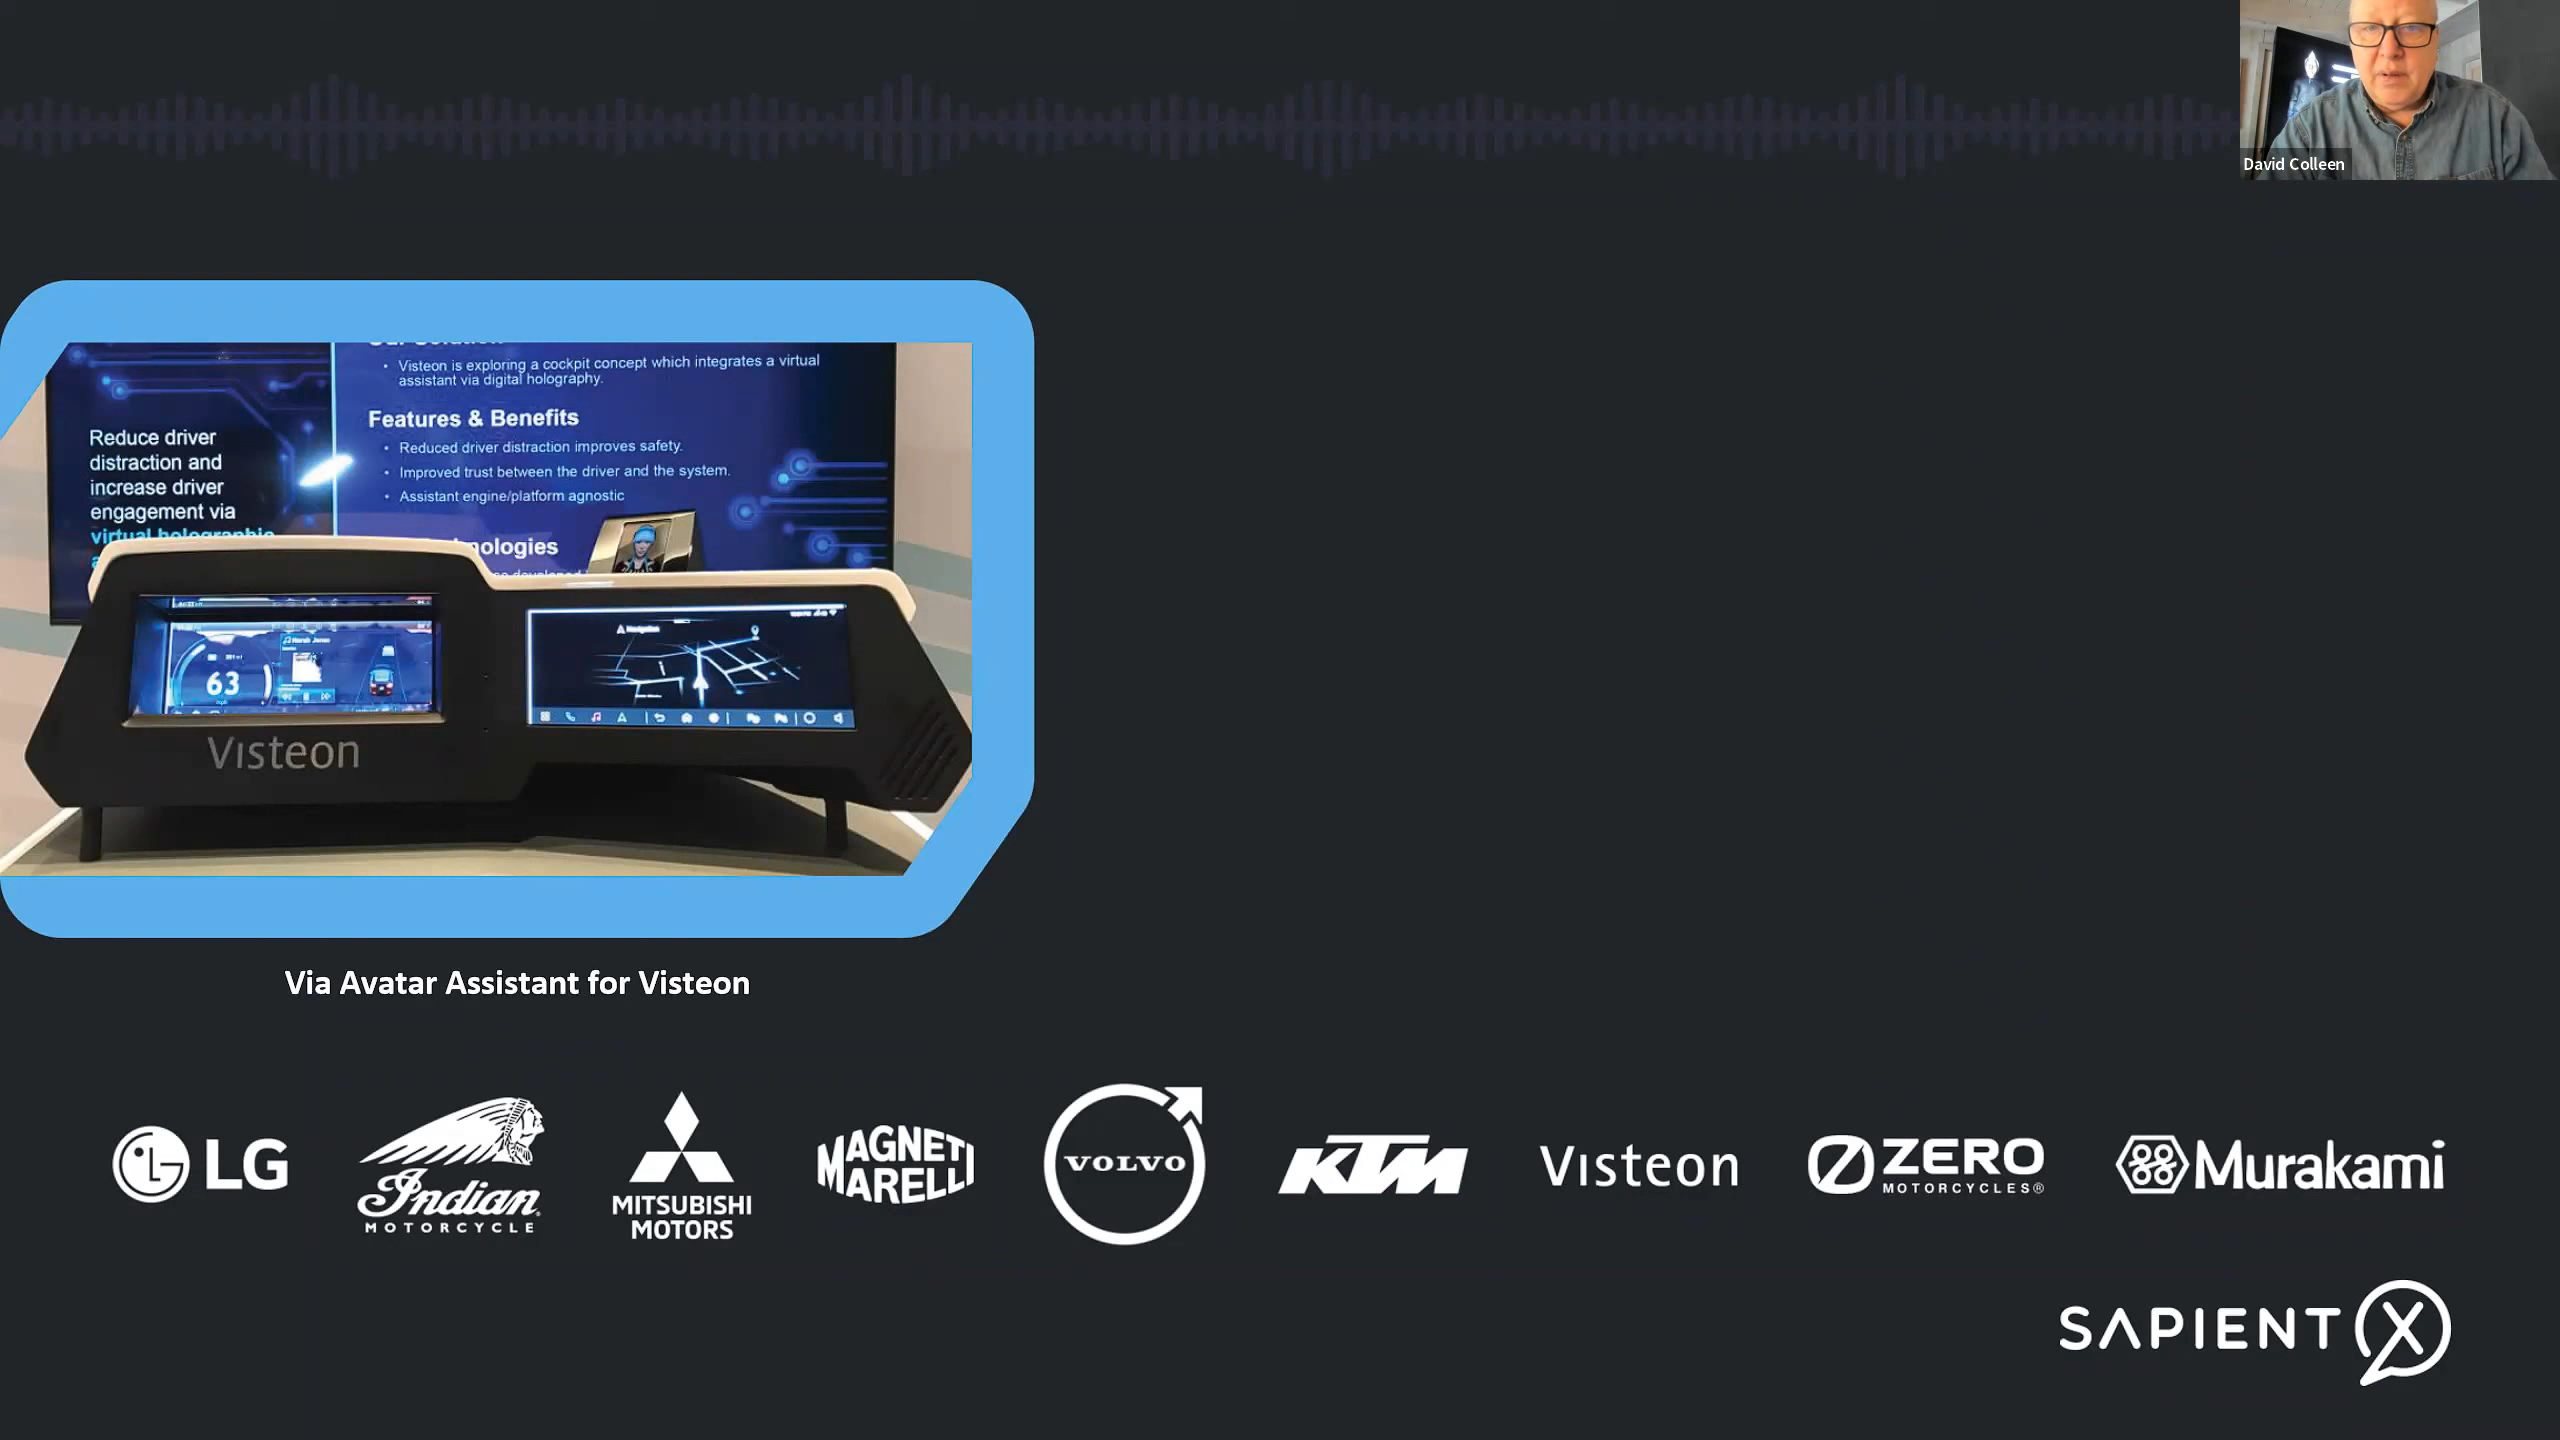 David Colleen
Visteon is exploring a cockpit concept which integrates a virtual
assistant via digital holography.
Features & Benefits
Reduced driver distraction improves safety.
Improved trust between the driver and the system.
Assistant engine/platform agnostic
Reduce driver
distraction and
increase driver
engagement via
virtual holographic
63
Navigation
Visteon
Via Avatar Assistant for Visteon
LG
Indian
MOTORCYCLE
MITSUBISHI
MOTORS
MAGNETI
MARELLI
VOLVO
KTM
Visteon
ZERO
MOTORCYCLES®
Murakami
SAPIENT X